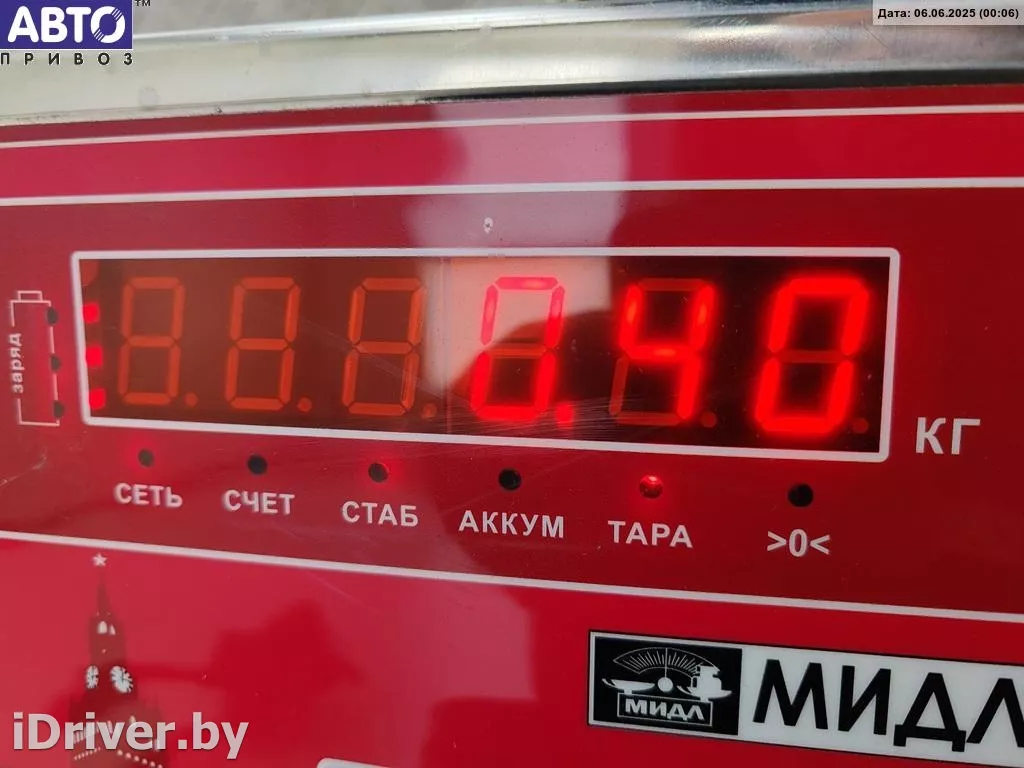 АВТО™
ПРИВОЗ
Дата: 06.06.2025 (00:06)
заряд
0.40
КГ
СЕТЬ СЧЕТ СТАБ АККУМ ТАРА >0<
МИДЛ
МИДЛ
iDriver.by